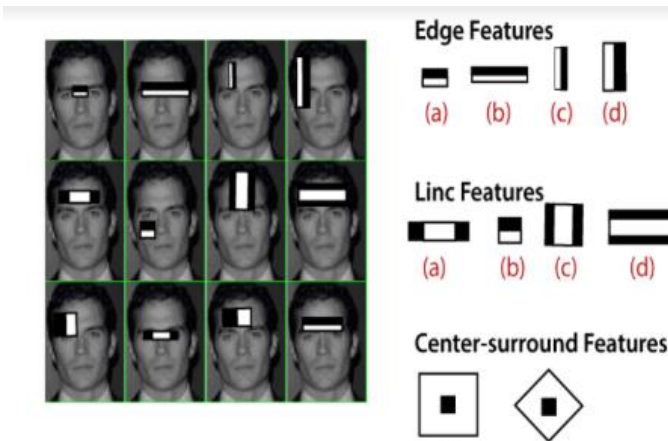 Edge Features
(a) (b) (c) (d)
Linc Features
(a) (b) (c) (d)
Center-surround Features